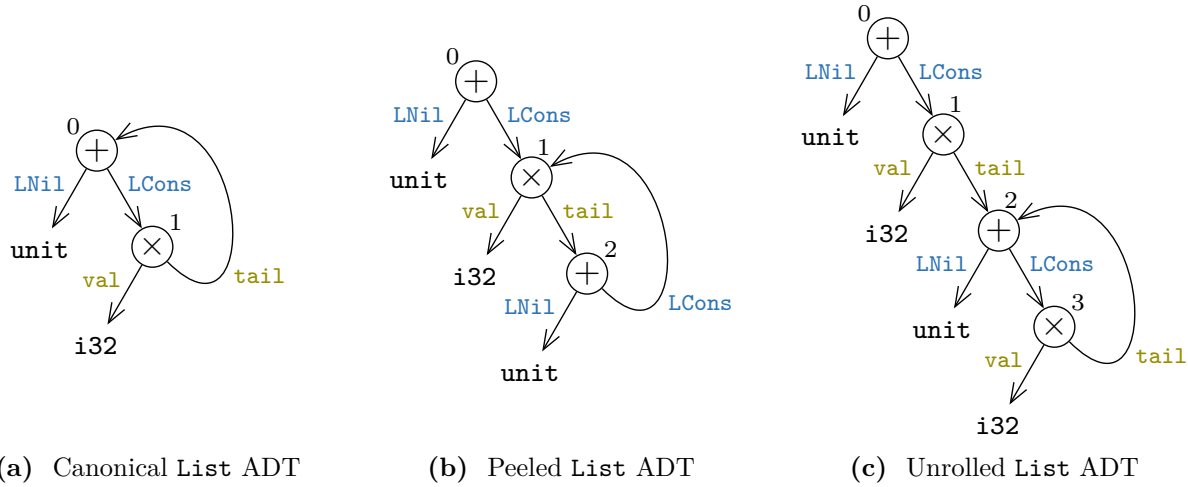 0
+
LNil LCons
1
unit
×
val tail
i32
(a) Canonical List ADT
0
+
LNil LCons
1
unit
×
val tail
2
i32
+
LNil LCons
unit
(b) Peeled List ADT
0
+
LNil LCons
1
unit
×
val tail
2
i32
+
LNil LCons
3
unit
×
val tail
i32
(c) Unrolled List ADT